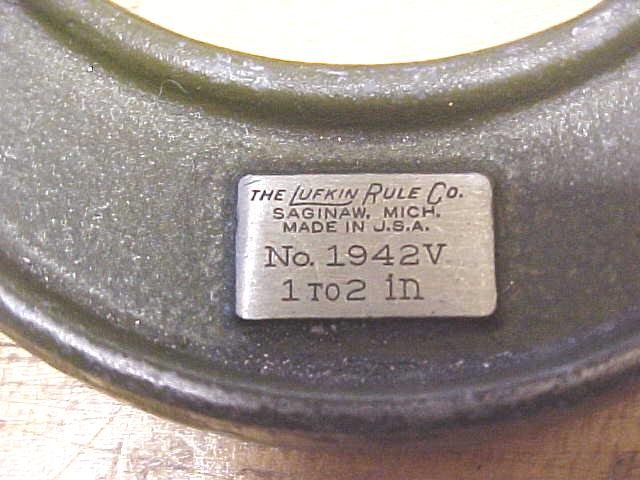 THE LUFKIN RULE CO.
SAGINAW, MICH.
MADE IN U.S.A.
No. 1942V
1 TO 2 in